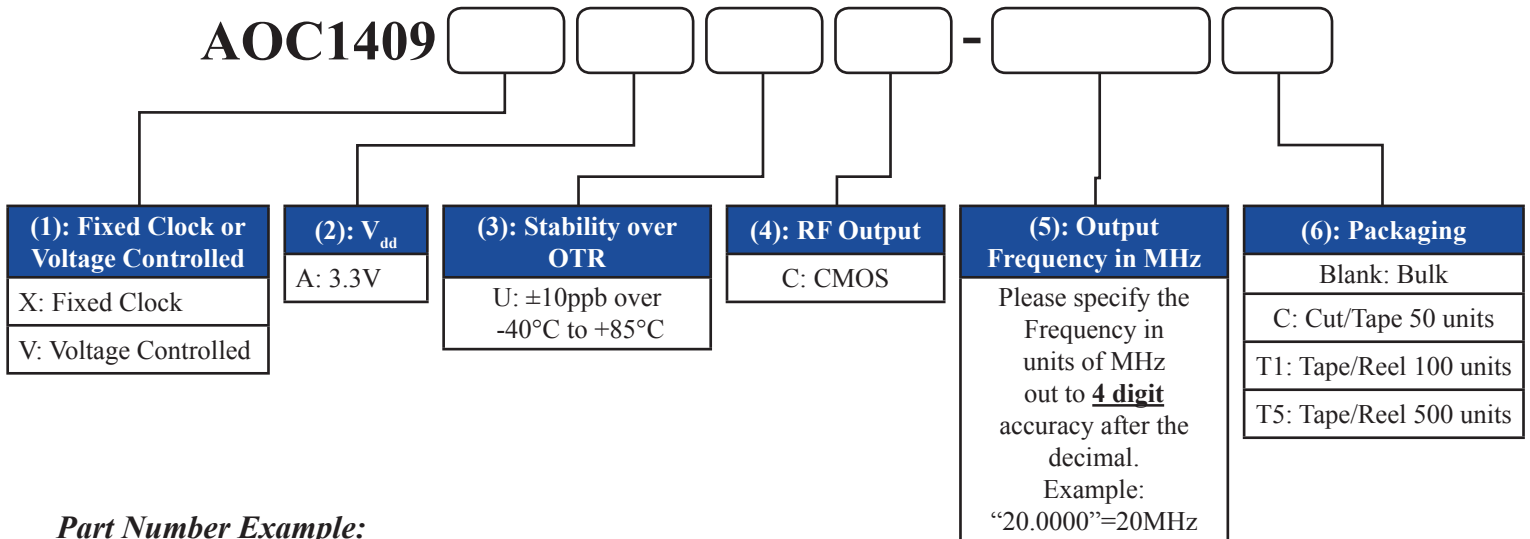 AOC1409 -
(1): Fixed Clock or
Voltage Controlled
X: Fixed Clock
V: Voltage Controlled
(2): Vdd
A: 3.3V
(3): Stability over
OTR
U: ±10ppb over
-40°C to +85°C
(4): RF Output
C: CMOS
(5): Output
Frequency in MHz
Please specify the
Frequency in
units of MHz
out to 4 digit
accuracy after the
decimal.
Example:
“20.0000”=20MHz
(6): Packaging
Blank: Bulk
C: Cut/Tape 50 units
T1: Tape/Reel 100 units
T5: Tape/Reel 500 units
Part Number Example: